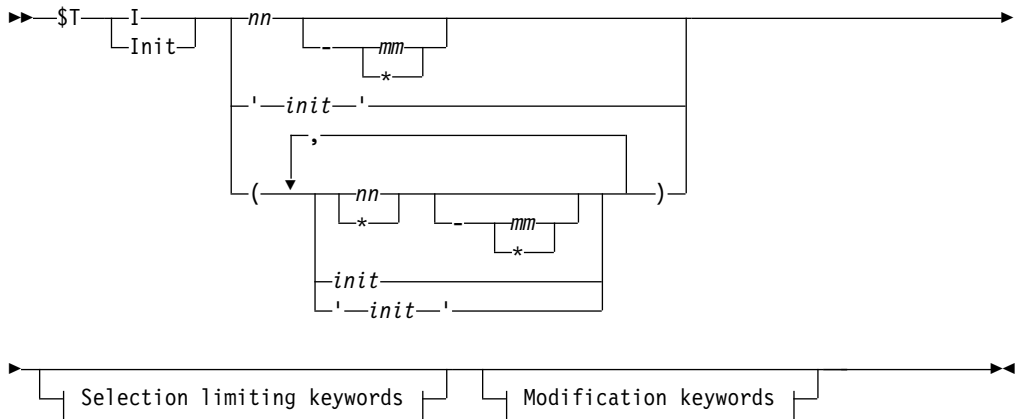 $T I nn
Init - mm
*
' init '
,
( nn )
* - mm
*
init
' init '
Selection limiting keywords Modification keywords